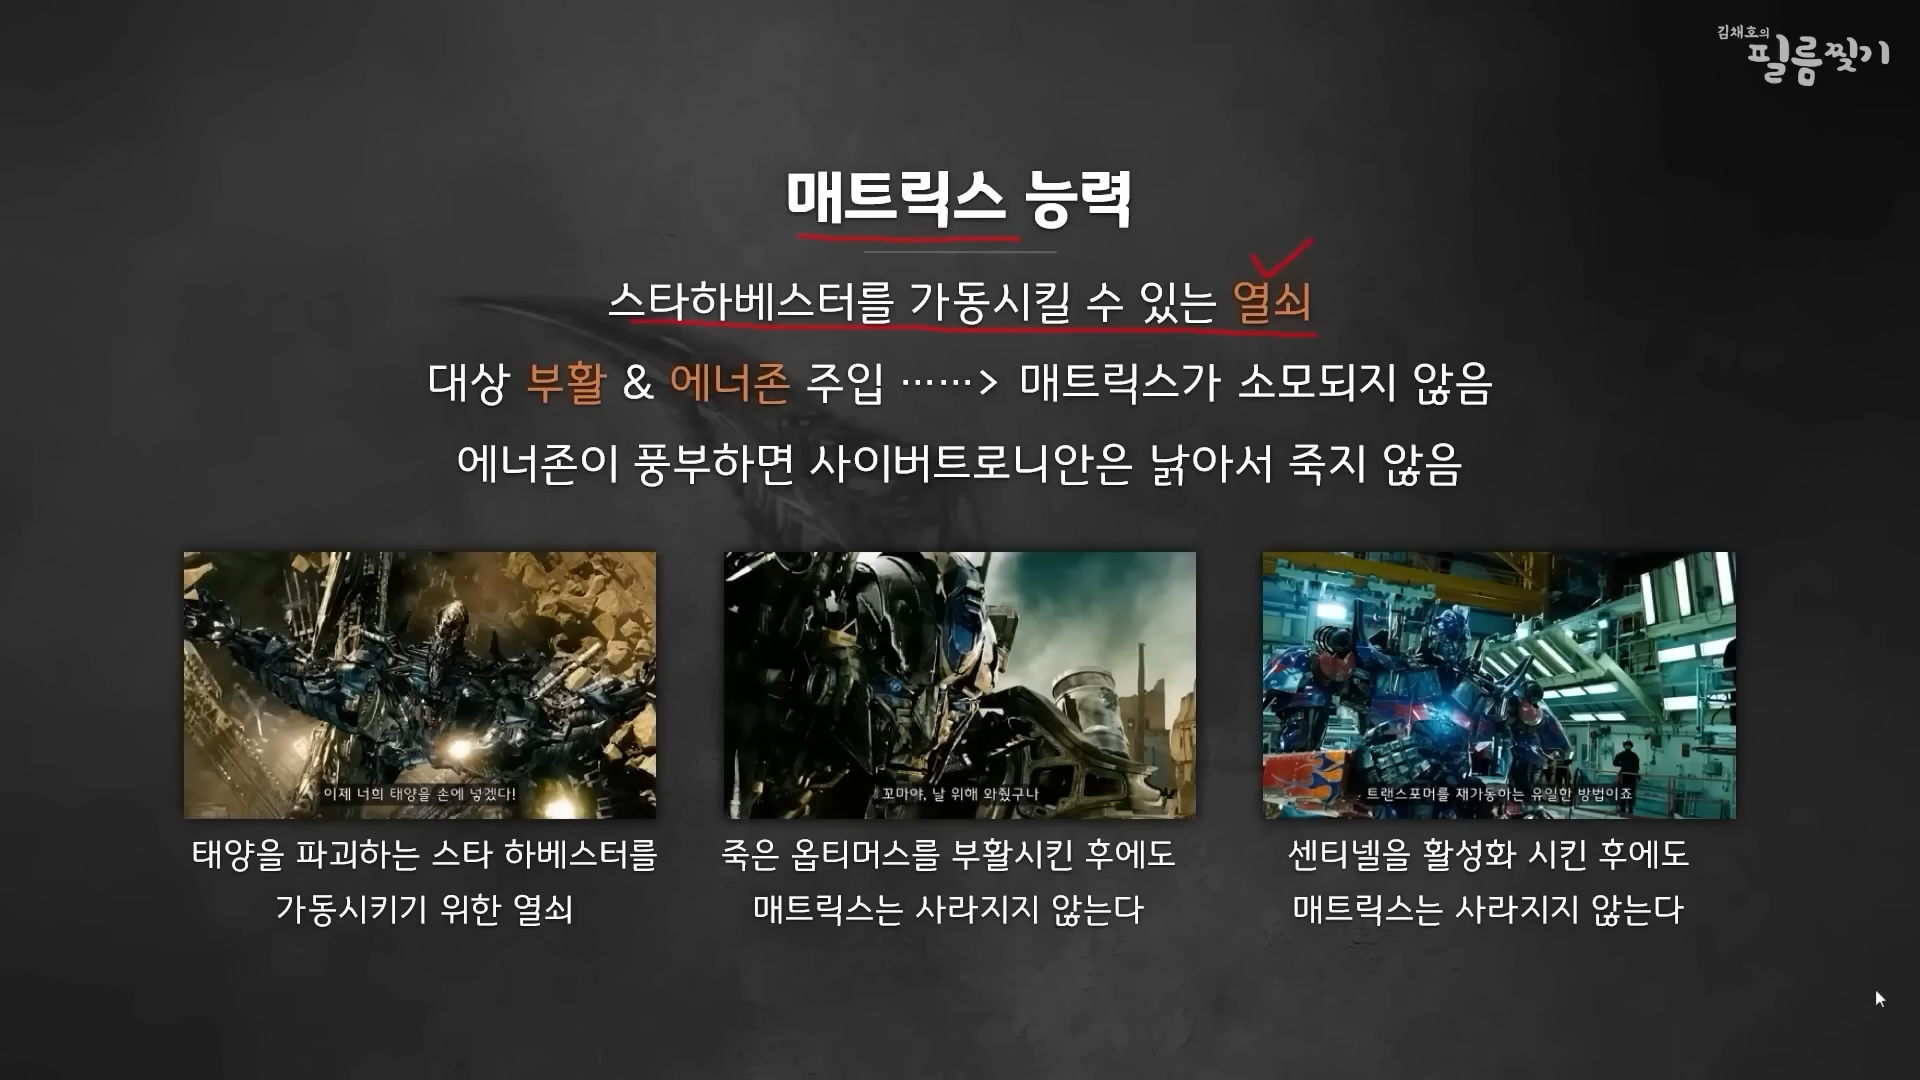 김채호의
필름찢기
매트릭스 능력
스타하베스터를 가동시킬 수 있는 열쇠
대상 부활 & 에너존 주입 ……> 매트릭스가 소모되지 않음
에너존이 풍부하면 사이버트로니안은 낡아서 죽지 않음
이제 너희 태양을 손에 넣겠다!
꼬마야, 날 위해 와줬구나
트랜스포머를 재가동하는 유일한 방법이죠
태양을 파괴하는 스타 하베스터를
가동시키기 위한 열쇠
죽은 옵티머스를 부활시킨 후에도
매트릭스는 사라지지 않는다
센티넬을 활성화 시킨 후에도
매트릭스는 사라지지 않는다